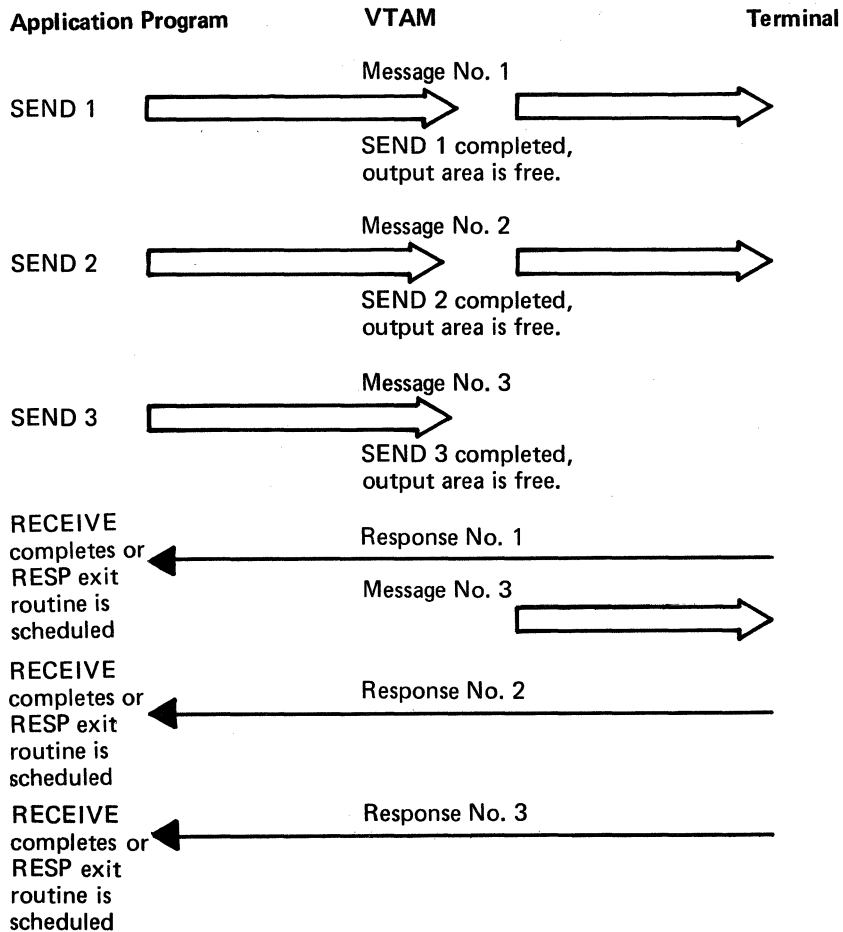 Application Program VTAM Terminal
Message No. 1
SEND 1
SEND 1 completed,
output area is free.
Message No. 2
SEND 2
SEND 2 completed,
output area is free.
Message No. 3
SEND 3
SEND 3 completed,
output area is free.
RECEIVE
completes or
RESP exit
routine is
scheduled
Response No. 1
Message No. 3
RECEIVE
completes or
RESP exit
routine is
scheduled
Response No. 2
RECEIVE
completes or
RESP exit
routine is
scheduled
Response No. 3